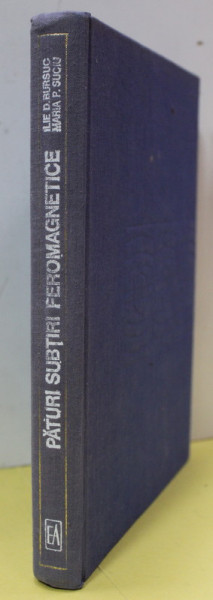 ILIE D. BURSUC
MARIA P. SUCIU
PĂTURI SUBȚIRI FEROMAGNETICE
EA